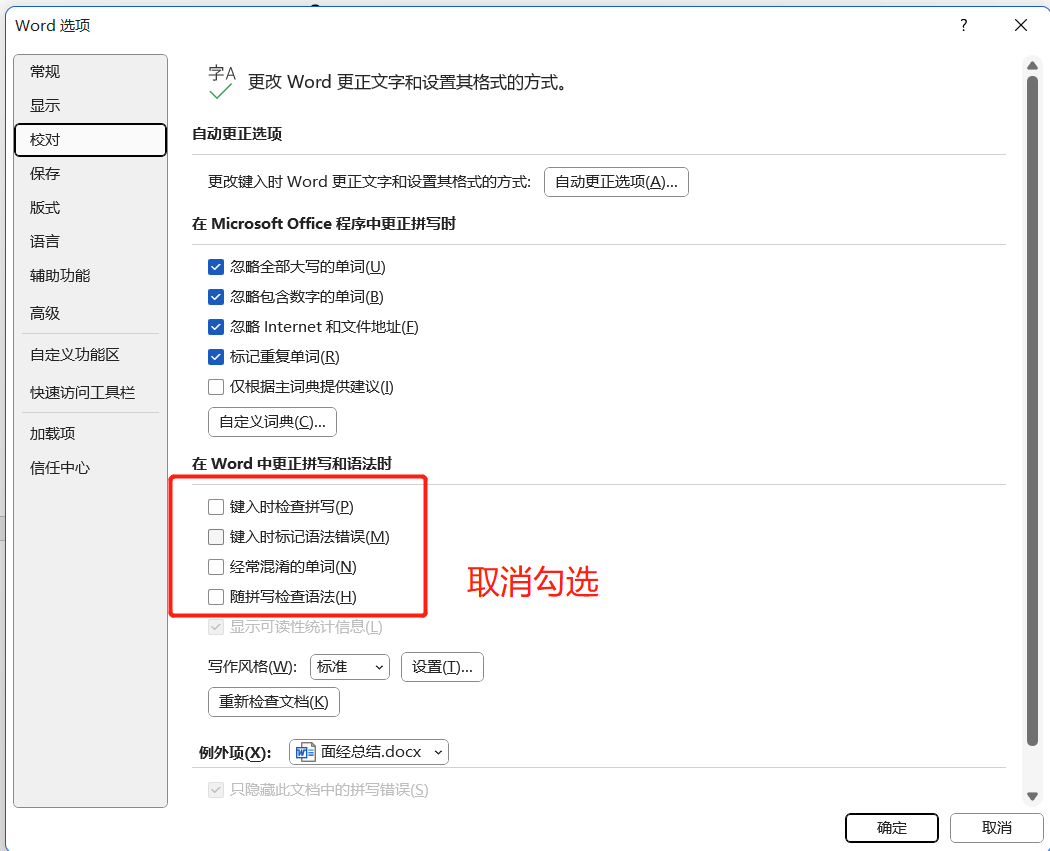 Word 选项
?
常规
显示
校对
保存
版式
语言
辅助功能
高级
自定义功能区
快速访问工具栏
加载项
信任中心
字A
更改 Word 更正文字和设置其格式的方式。
自动更正选项
更改键入时 Word 更正文字和设置其格式的方式: 自动更正选项(A)...
在 Microsoft Office 程序中更正拼写时
忽略全部大写的单词(U)
忽略包含数字的单词(B)
忽略 Internet 和文件地址(F)
标记重复单词(R)
仅根据主词典提供建议(I)
自定义词典(C)...
在 Word 中更正拼写和语法时
键入时检查拼写(P)
键入时标记语法错误(M)
经常混淆的单词(N)
随拼写检查语法(H)
取消勾选
显示可读性统计信息(L)
写作风格(W): 标准 设置(T)...
重新检查文档(K)
例外项(X): 面经总结.docx
只隐藏此文档中的拼写错误(S)
确定 取消